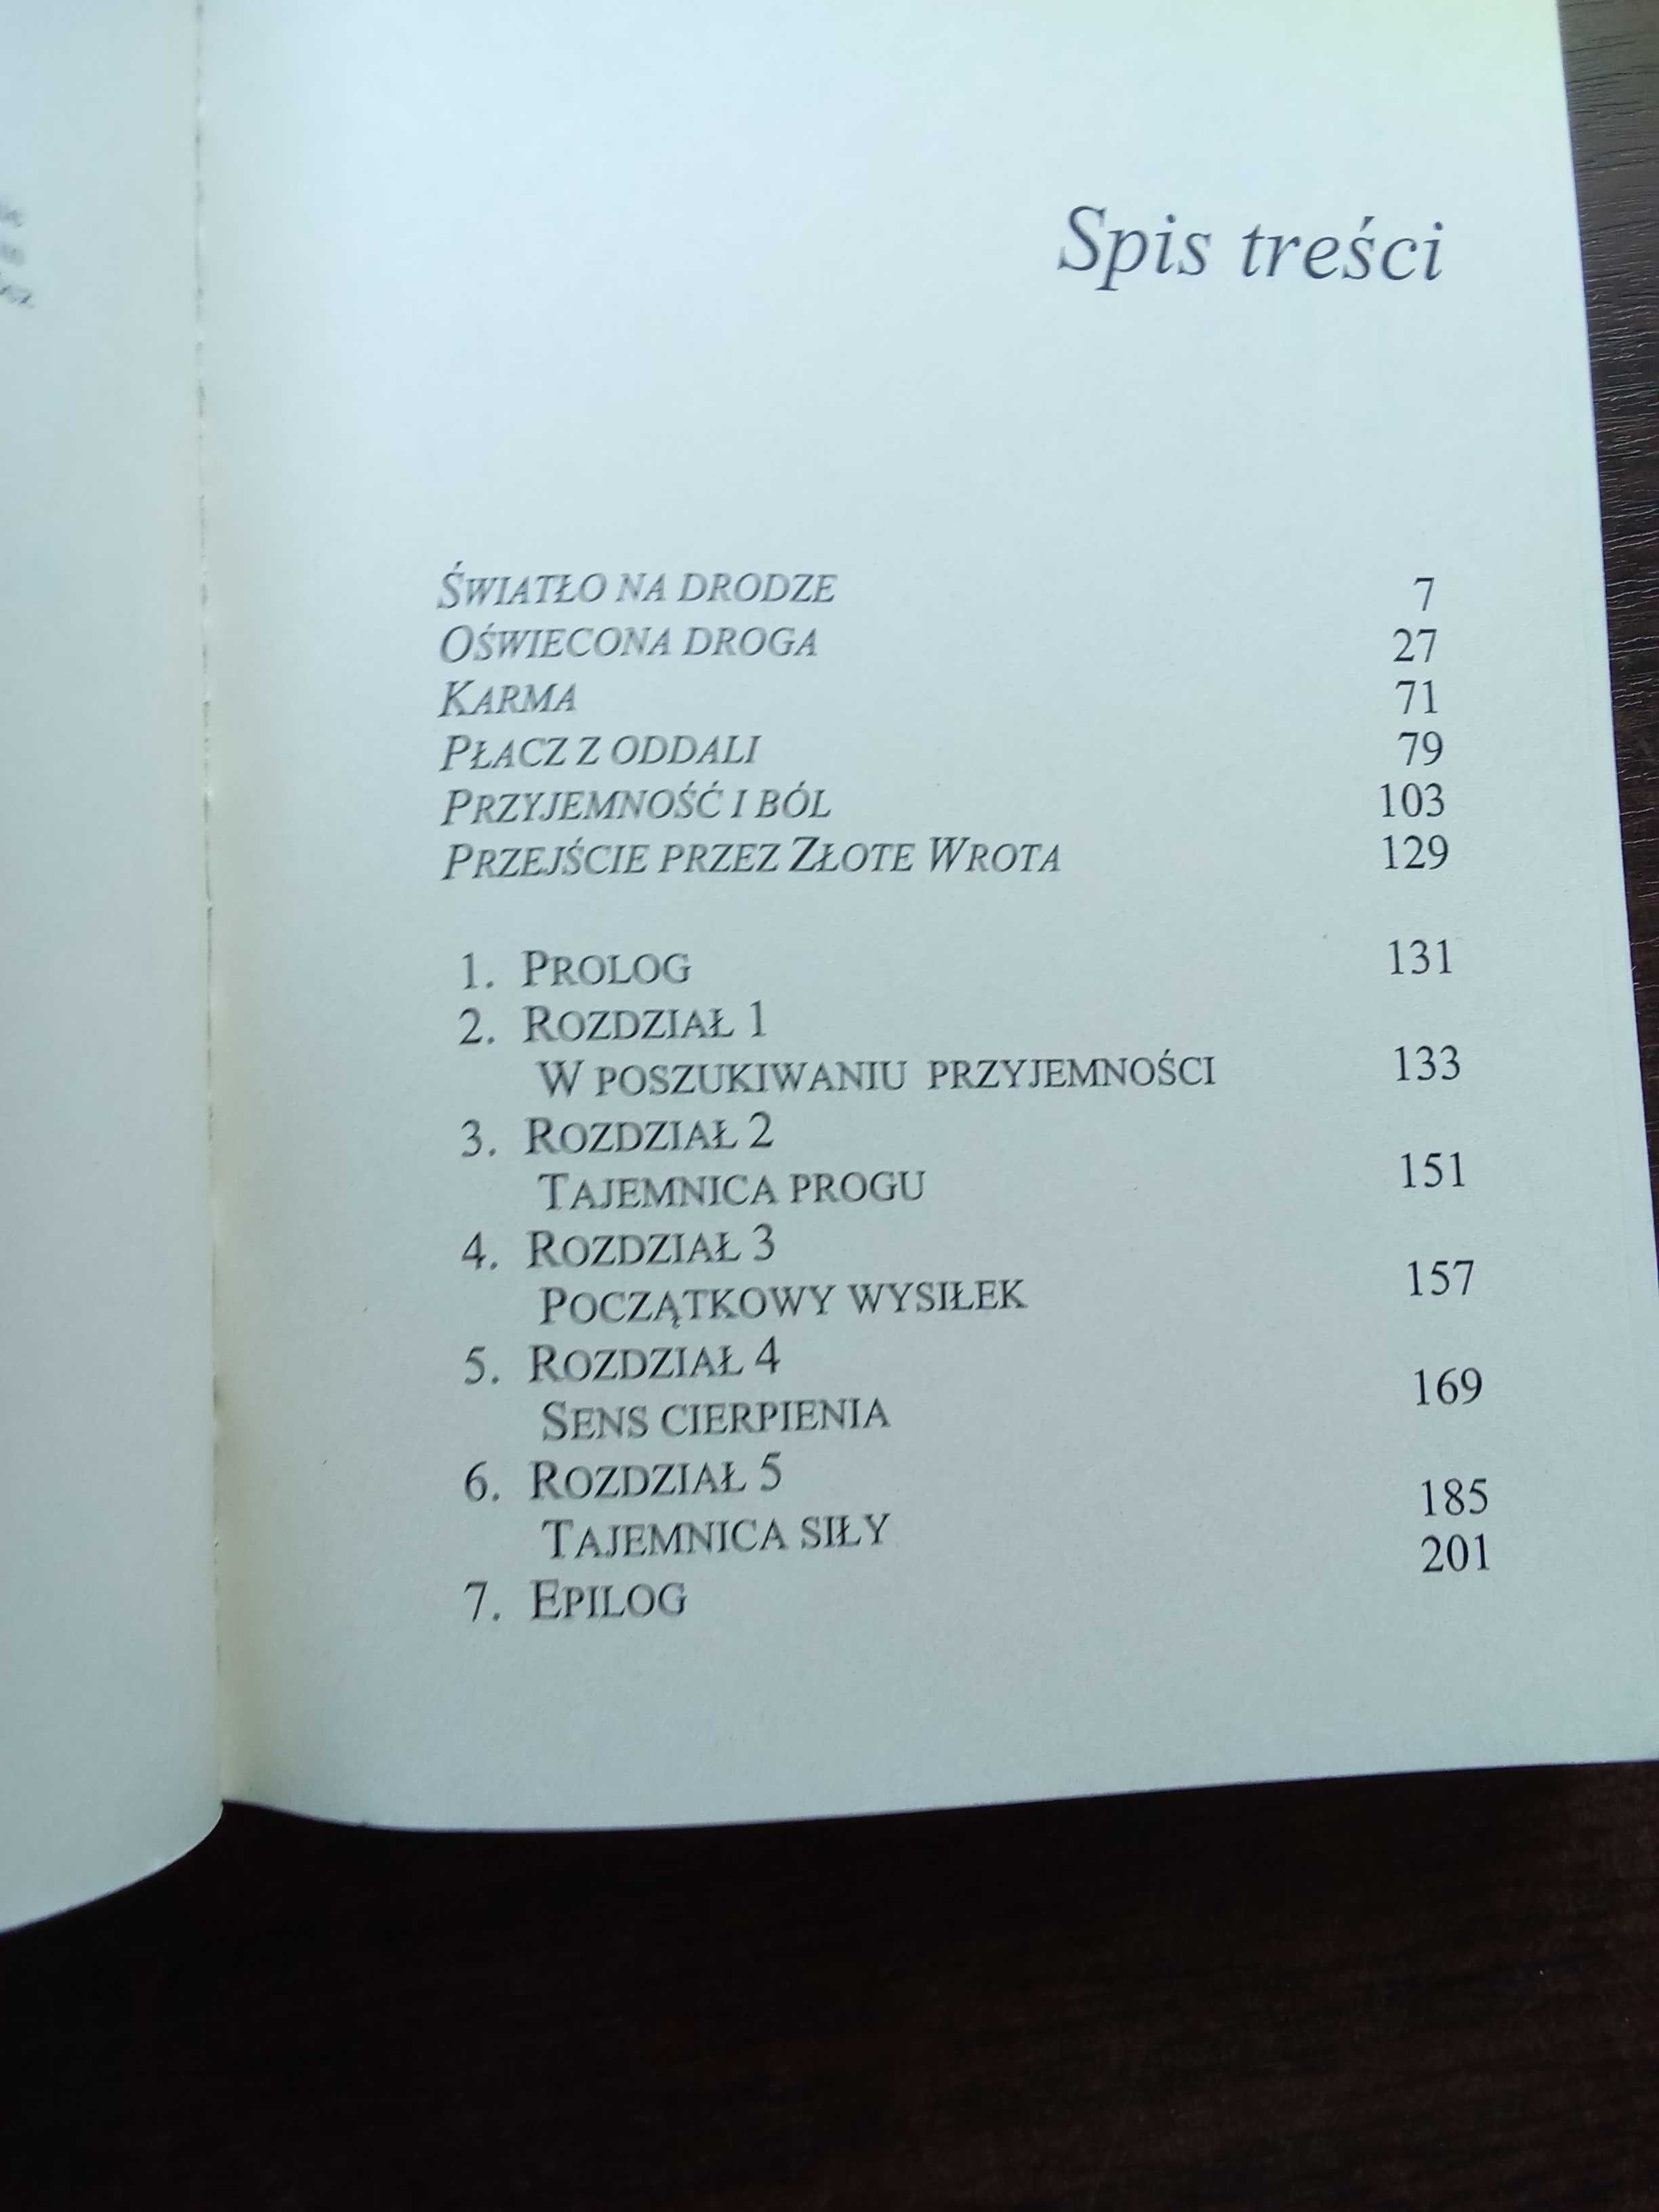 Spis treści
ŚWIATŁO NA DRODZE 7
OŚWIECONA DROGA 27
KARMA 71
PŁACZ Z ODDALI 79
PRZYJEMNOŚĆ I BÓL 103
PRZEJŚCIE PRZEZ ZŁOTE WROTA 129
1. PROLOG 131
2. ROZDZIAŁ 1
W POSZUKIWANIU PRZYJEMNOŚCI 133
3. ROZDZIAŁ 2
TAJEMNICA PROGU 151
4. ROZDZIAŁ 3
POCZĄTKOWY WYSIŁEK 157
5. ROZDZIAŁ 4
SENS CIERPIENIA 169
6. ROZDZIAŁ 5
TAJEMNICA SIŁY 185
7. EPILOG 201